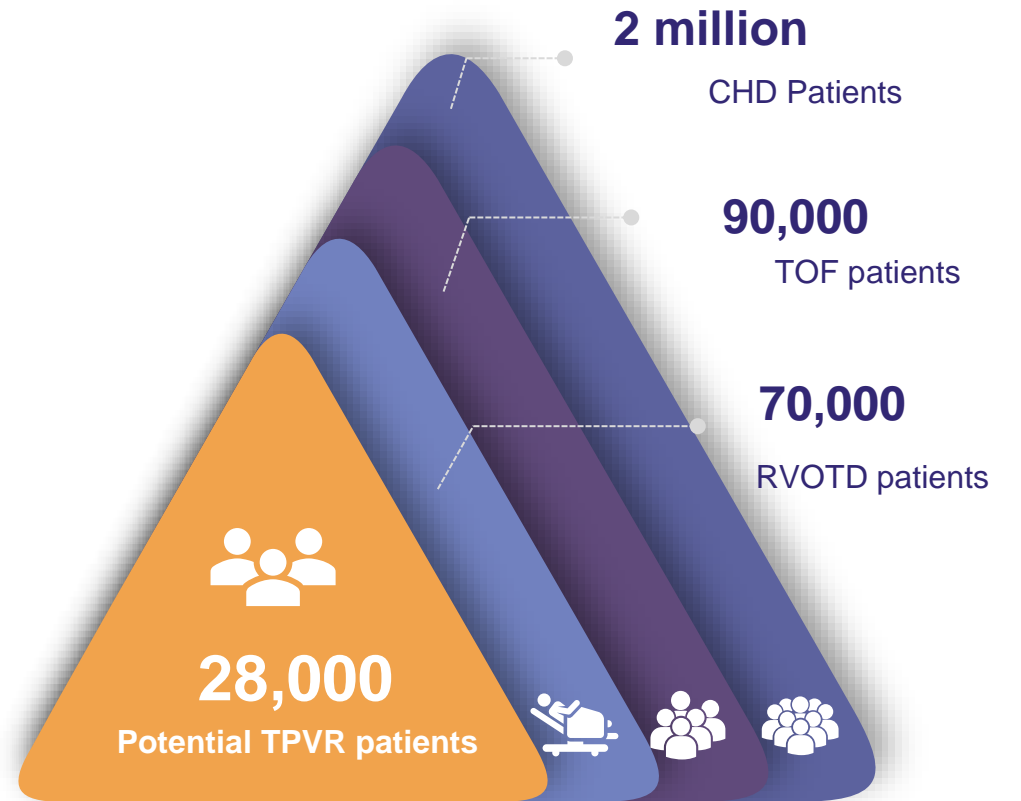 2 million
CHD Patients
90,000
TOF patients
70,000
RVOTD patients
28,000
Potential TPVR patients